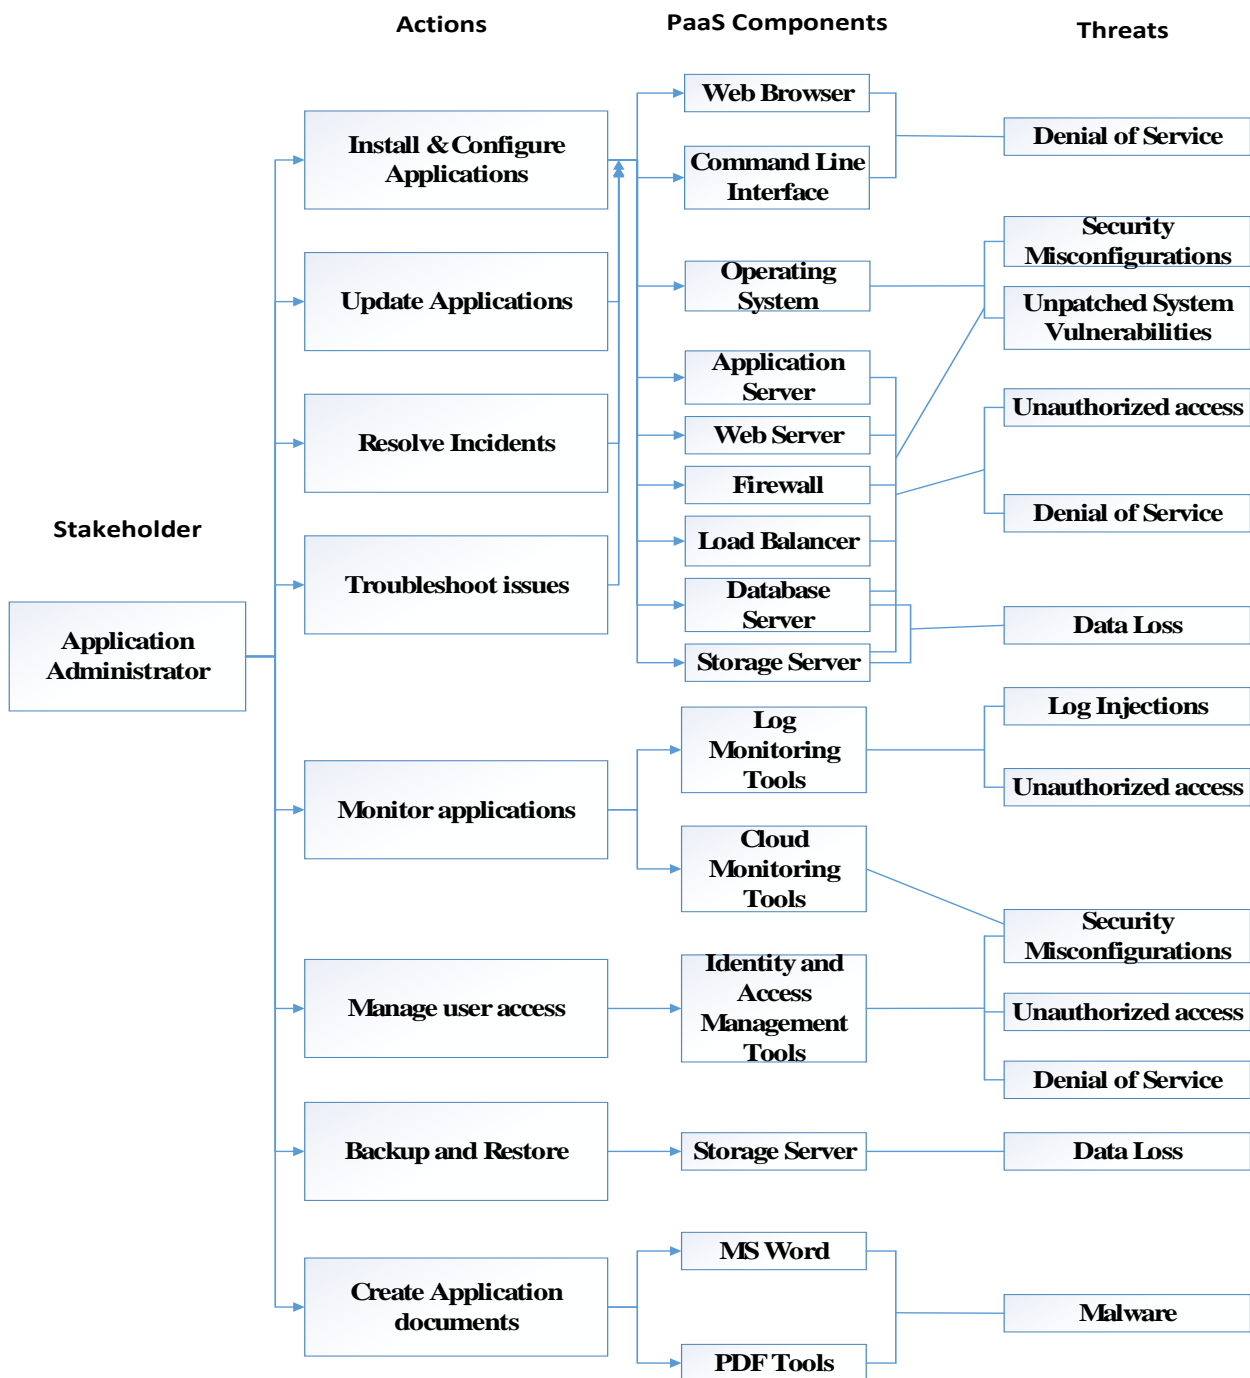 Actions
PaaS Components
Threats
Stakeholder
Application
Administrator
Install & Configure
Applications
Update Applications
Resolve Incidents
Troubleshoot issues
Monitor applications
Manage user access
Backup and Restore
Create Application
documents
Web Browser
Command Line
Interface
Operating
System
Application
Server
Web Server
Firewall
Load Balancer
Database
Server
Storage Server
Log
Monitoring
Tools
Cloud
Monitoring
Tools
Identity and
Access
Management
Tools
Storage Server
MS Word
PDF Tools
Denial of Service
Security
Misconfigurations
Unpatched System
Vulnerabilities
Unauthorized access
Denial of Service
Data Loss
Log Injections
Unauthorized access
Security
Misconfigurations
Unauthorized access
Denial of Service
Data Loss
Malware